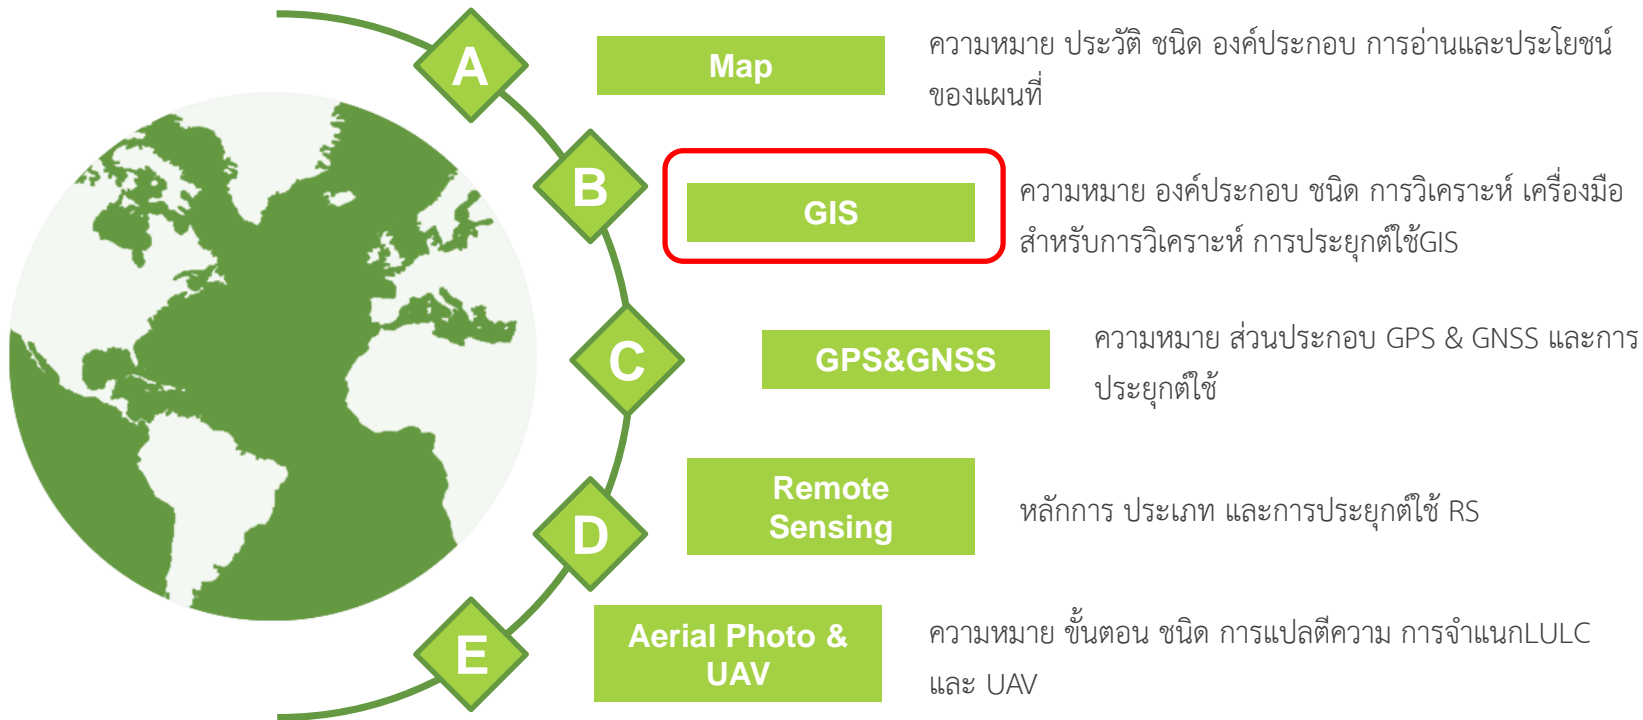 A
Map
ความหมาย ประวัติ ชนิด องค์ประกอบ การอ่านและประโยชน์
ของแผนที่
B
GIS
ความหมาย องค์ประกอบ ชนิด การวิเคราะห์ เครื่องมือ
สำหรับการวิเคราะห์ การประยุกต์ใช้GIS
C
GPS&GNSS
ความหมาย ส่วนประกอบ GPS & GNSS และการ
ประยุกต์ใช้
D
Remote
Sensing
หลักการ ประเภท และการประยุกต์ใช้ RS
E
Aerial Photo &
UAV
ความหมาย ขั้นตอน ชนิด การแปลตีความ การจำแนกLULC
และ UAV